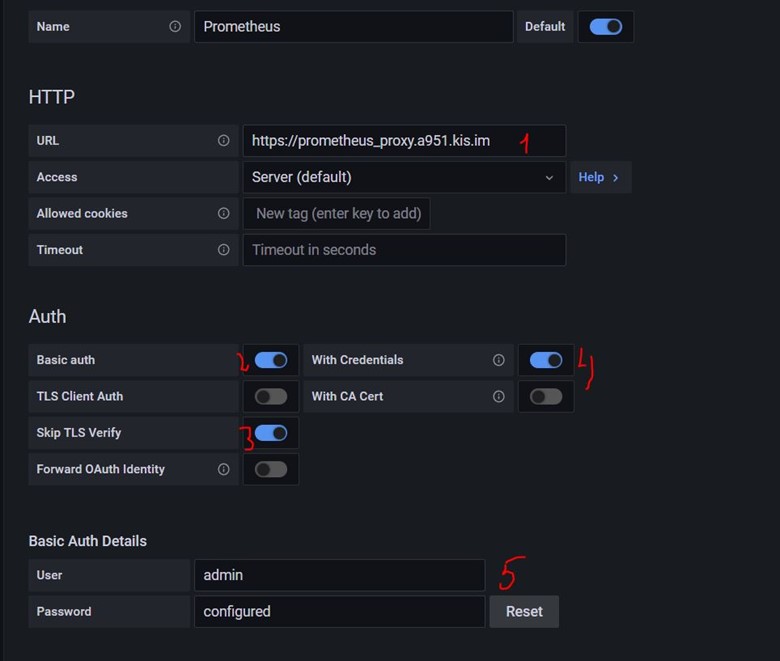 Name Prometheus Default
HTTP
URL https://prometheus_proxy.a951.kis.im 1
Access Server (default) Help >
Allowed cookies New tag (enter key to add)
Timeout Timeout in seconds
Auth
Basic auth 2 With Credentials 4)
TLS Client Auth With CA Cert
Skip TLS Verify 3
Forward OAuth Identity
Basic Auth Details
User admin 5
Password configured Reset